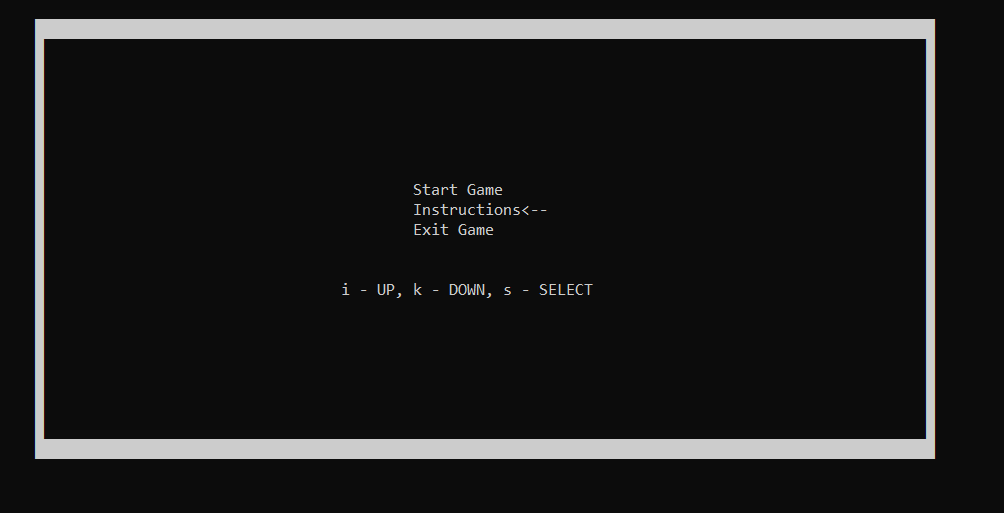 Start Game
Instructions<--
Exit Game
i - UP, k - DOWN, s - SELECT